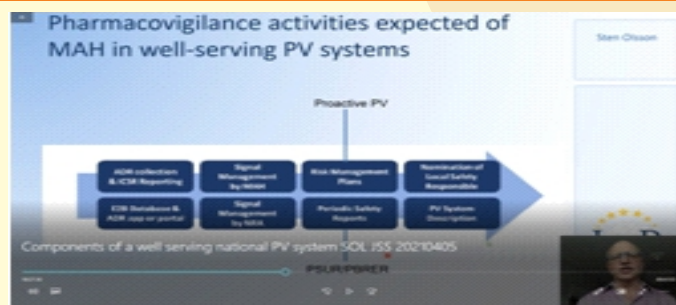 Pharmacovigilance activities expected of
MAH in well-serving PV systems
Sten Olsson
Proactive PV
ADR collection
& ICSR Reporting
Signal
Management
by MAH
Risk Management
Plans
Nomination of
Local Safety
Responsible
ADR app or portal
Signal
Management
by NRA
Periodic Safety
Reports
PV System
Description
Components of a well serving national PV system SOL JSS 20210405
PSUR/PBRER